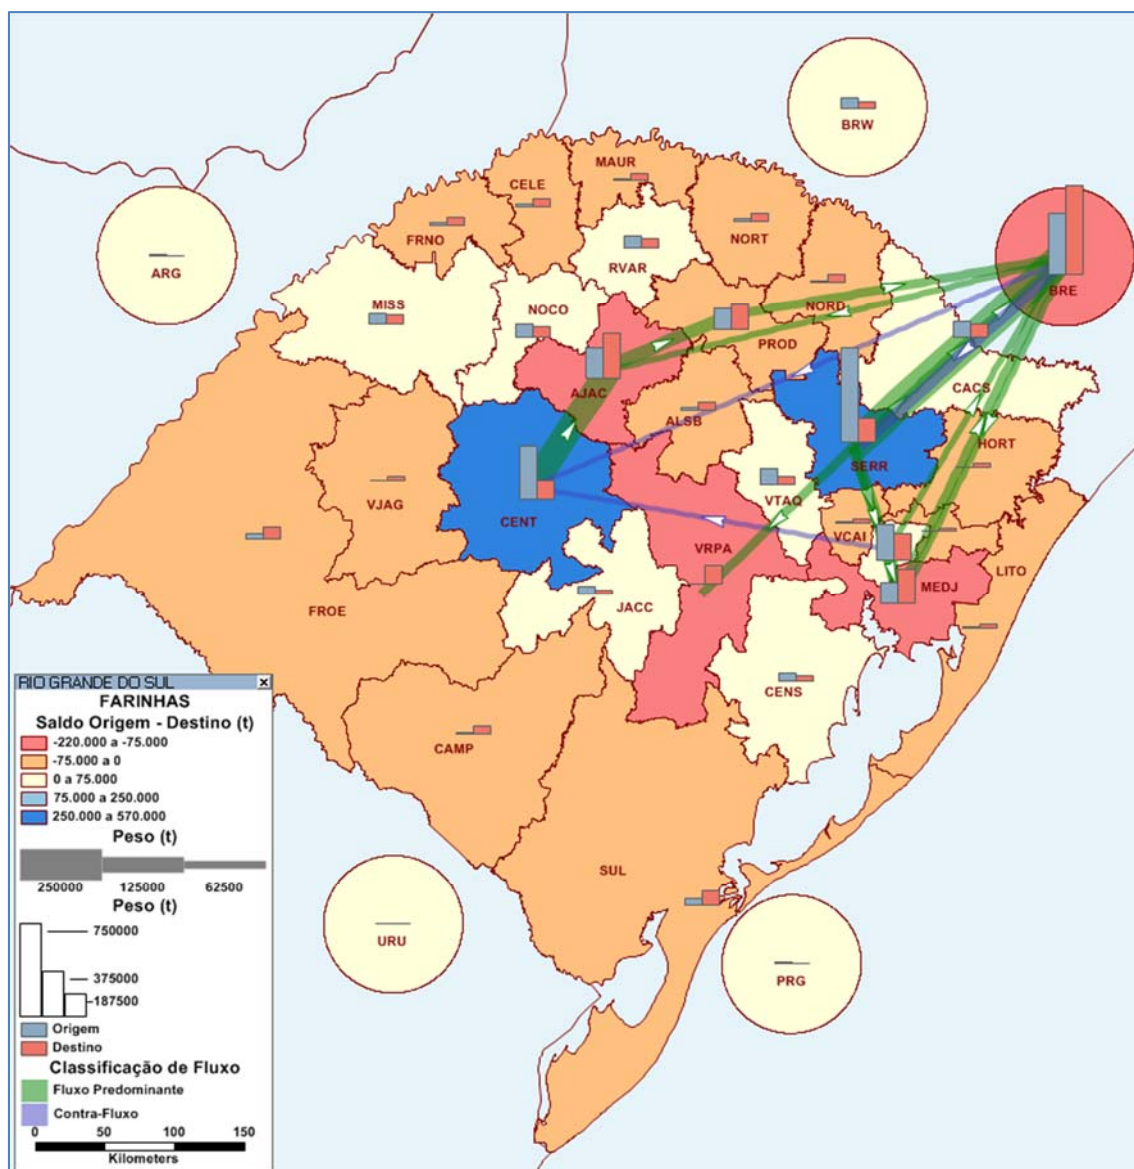 BRW
MAUR
CELE
FRNO
NORT
RVAR
ARG
BRE
MISS
NOCO
NORD
PROD
AJAC
CACS
ALSB
HORT
SERR
VTAQ
VJAG
CENT
VCAI
VRPA
LITO
MEDJ
FROE
JACC
CENS
CAMP
SUL
URU
PRG
RIO GRANDE DO SUL
FARINHAS
Saldo Origem - Destino (t)
-220.000 a -75.000
-75.000 a 0
0 a 75.000
75.000 a 250.000
250.000 a 570.000
Peso (t)
250000 125000 62500
Peso (t)
750000
375000
187500
Origem
Destino
Classificação de Fluxo
Fluxo Predominante
Contra-Fluxo
0 50 100 150
Kilometers